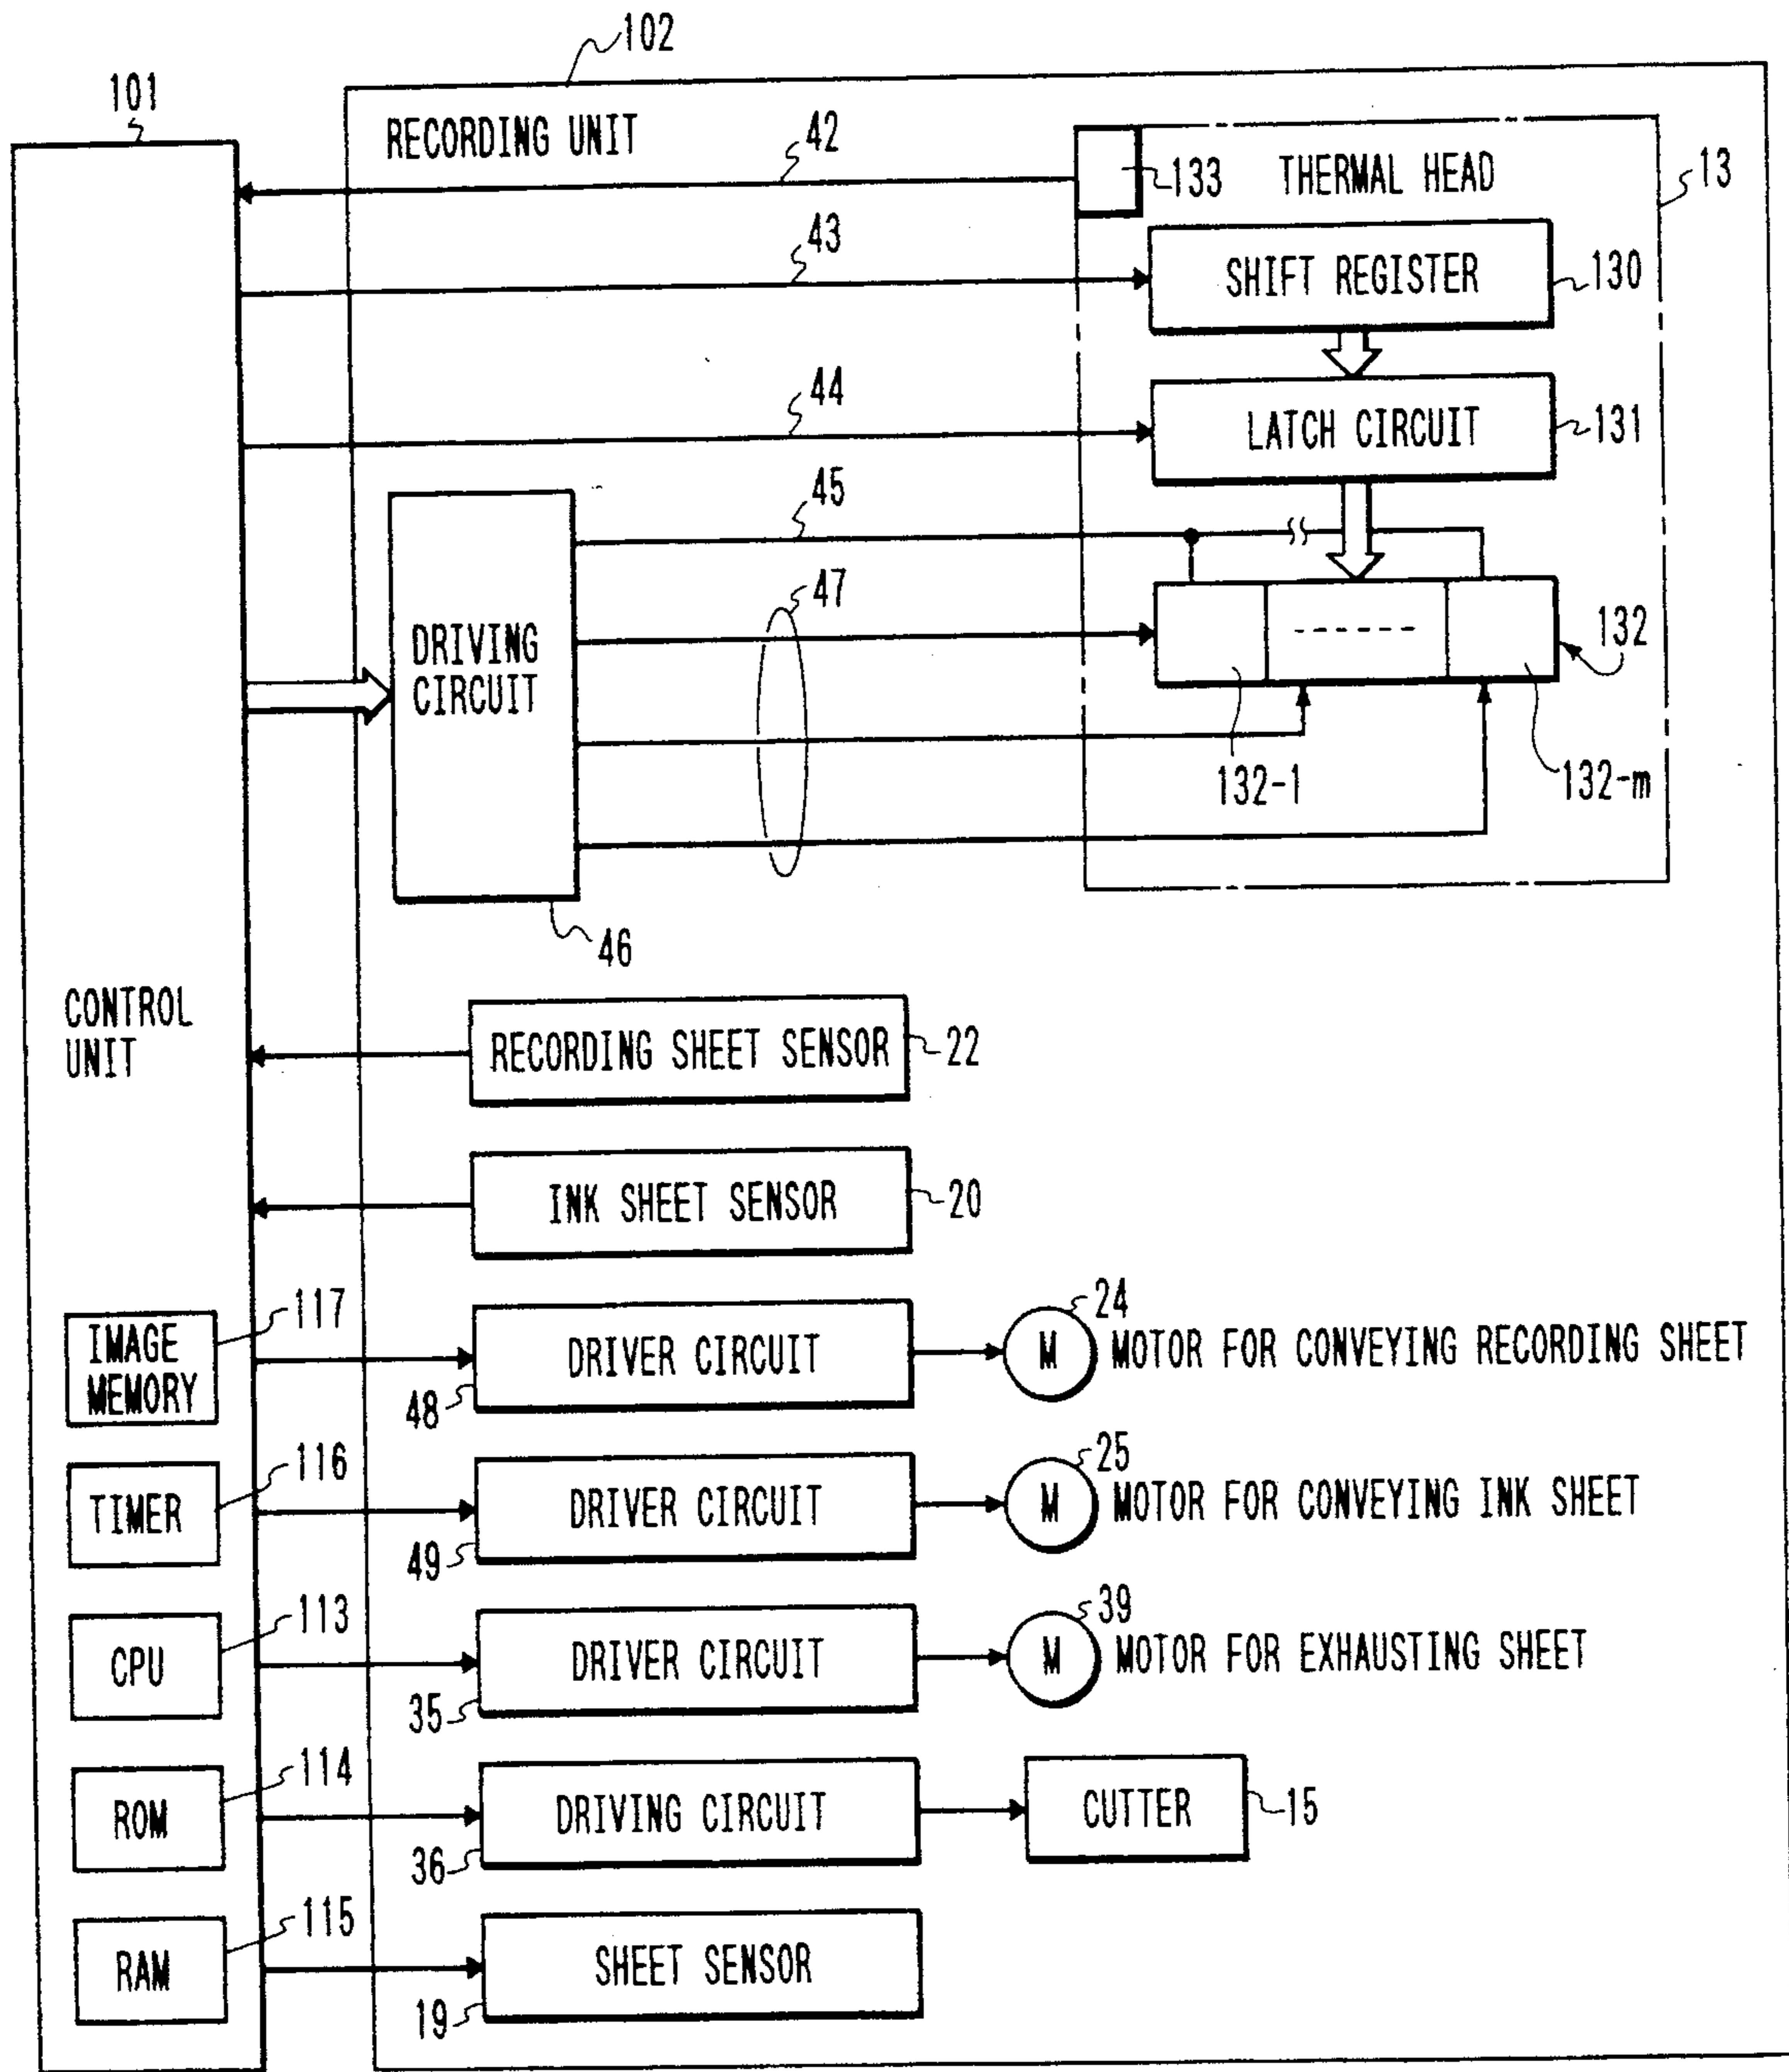 102
101
RECORDING UNIT
42
133
THERMAL HEAD
13
43
SHIFT REGISTER
130
44
LATCH CIRCUIT
131
45
47
DRIVING
CIRCUIT
132
132-1
132-m
46
CONTROL
UNIT
RECORDING SHEET SENSOR
22
INK SHEET SENSOR
20
117
IMAGE
MEMORY
DRIVER CIRCUIT
48
24
M
MOTOR FOR CONVEYING RECORDING SHEET
116
TIMER
DRIVER CIRCUIT
49
25
M
MOTOR FOR CONVEYING INK SHEET
113
CPU
DRIVER CIRCUIT
35
39
M
MOTOR FOR EXHAUSTING SHEET
114
ROM
DRIVING CIRCUIT
36
CUTTER
15
115
RAM
SHEET SENSOR
19